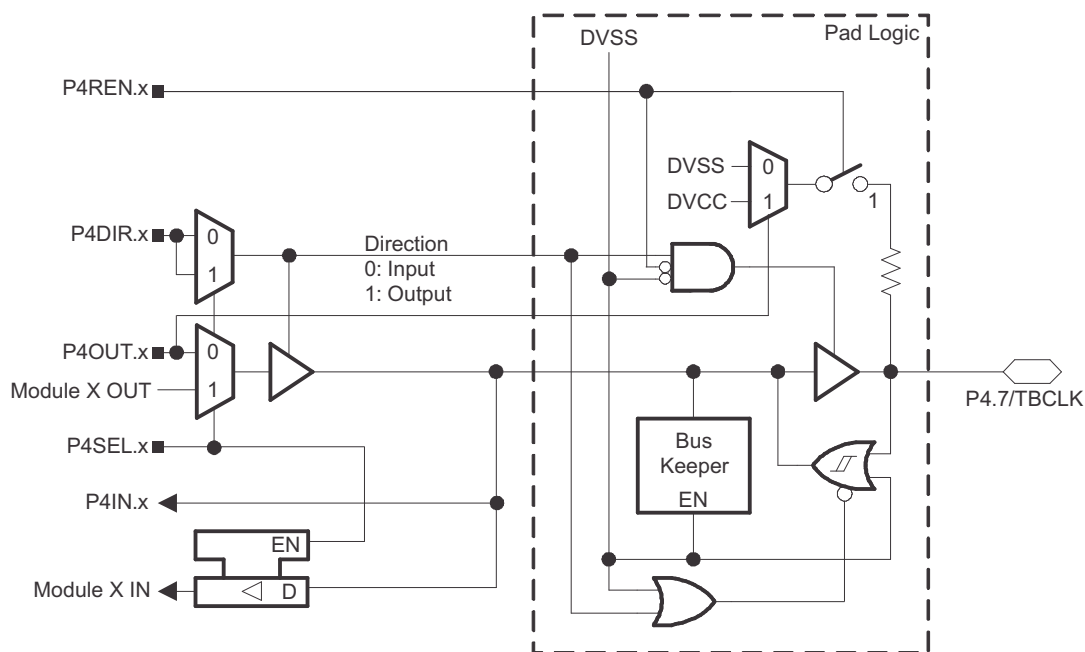 DVSS
Pad Logic
P4REN.x
DVSS
0
DVCC
1
1
P4DIR.x
0
1
Direction
0: Input
1: Output
P4OUT.x
0
Module X OUT
1
P4.7/TBCLK
P4SEL.x
Bus
Keeper
EN
P4IN.x
EN
Module X IN
D